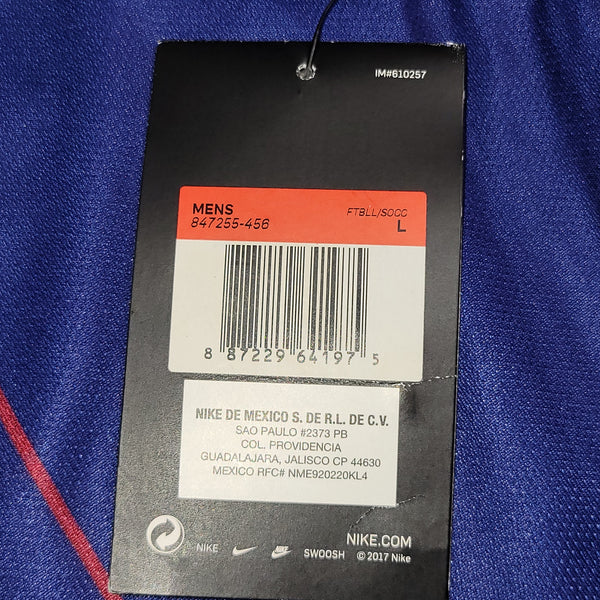 IM#610257
MENS FTBLL/SOCC
847255-456 L
8 87229 64197 5
NIKE DE MEXICO S. DE R.L. DE C.V.
SAO PAULO #2373 PB
COL. PROVIDENCIA
GUADALAJARA, JALISCO CP 44630
MEXICO RFC# NME920220KL4
NIKE.COM
NIKE SWOOSH © 2017 Nike